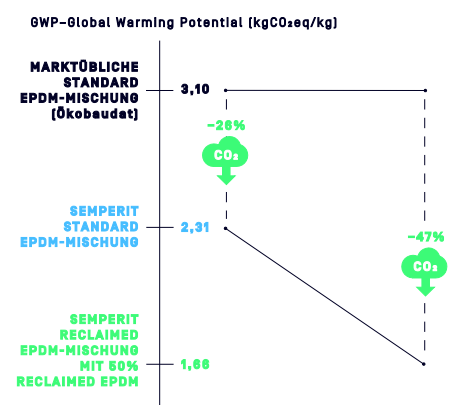 GWP–Global Warming Potential (kgCO₂eq/kg)
MARKTÜBLICHE
STANDARD
EPDM-MISCHUNG
(Ökobaudat)
3,10
–26%
CO₂
SEMPERIT
STANDARD
EPDM-MISCHUNG
2,31
–47%
CO₂
SEMPERIT
RECLAIMED
EPDM-MISCHUNG
MIT 50%
RECLAIMED EPDM
1,66